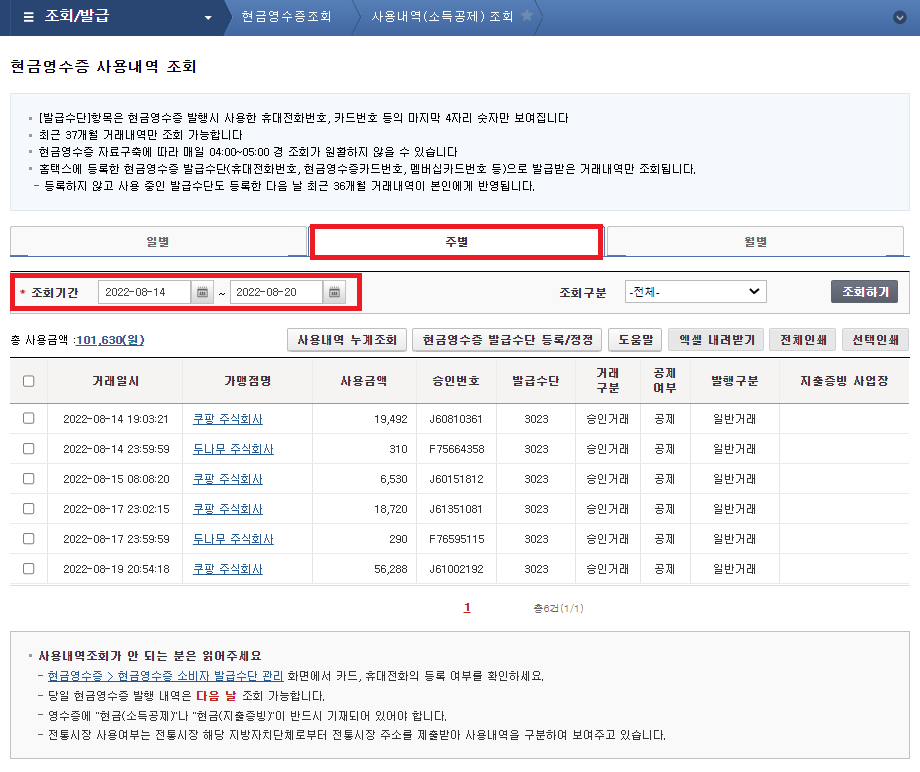 조회/발급 현금영수증조회 사용내역(소득공제) 조회
현금영수증 사용내역 조회
[발급수단]항목은 현금영수증 발행시 사용한 휴대전화번호, 카드번호 등의 마지막 4자리 숫자만 보여집니다
최근 37개월 거래내역만 조회 가능합니다
현금영수증 자료구축에 따라 매일 04:00~05:00 경 조회가 원활하지 않을 수 있습니다
홈택스에 등록한 현금영수증 발급수단(휴대전화번호, 현금영수증카드번호, 멤버십카드번호 등)으로 발급받은 거래내역만 조회됩니다.
- 등록하지 않고 사용 중인 발급수단도 등록한 다음 날 최근 36개월 거래내역이 본인에게 반영됩니다.
일별 주별 월별
* 조회기간 2022-08-14 ~ 2022-08-20 조회구분 -전체- 조회하기
총 사용금액 :101,630(원) 사용내역 누계조회 현금영수증 발급수단 등록/정정 도움말 엑셀 내려받기 전체인쇄 선택인쇄
거래일시 가맹점명 사용금액 승인번호 발급수단 거래구분 공제여부 발행구분 지출증빙 사업장
2022-08-14 19:03:21 쿠팡 주식회사 19,492 J60810361 3023 승인거래 공제 일반거래
2022-08-14 23:59:59 두나무 주식회사 310 F75664358 3023 승인거래 공제 일반거래
2022-08-15 08:08:20 쿠팡 주식회사 6,530 J60151812 3023 승인거래 공제 일반거래
2022-08-17 23:02:15 쿠팡 주식회사 18,720 J61351081 3023 승인거래 공제 일반거래
2022-08-17 23:59:59 두나무 주식회사 290 F76595115 3023 승인거래 공제 일반거래
2022-08-19 20:54:18 쿠팡 주식회사 56,288 J61002192 3023 승인거래 공제 일반거래
1 총6건(1/1)
사용내역조회가 안 되는 분은 읽어주세요
- 현금영수증 > 현금영수증 소비자 발급수단 관리 화면에서 카드, 휴대전화의 등록 여부를 확인하세요.
- 당일 현금영수증 발행 내역은 다음 날 조회 가능합니다.
- 영수증에 "현금(소득공제)"나 "현금(지출증빙)"이 반드시 기재되어 있어야 합니다.
- 전통시장 사용여부는 전통시장 해당 지방자치단체로부터 전통시장 주소를 제출받아 사용내역을 구분하여 보여주고 있습니다.